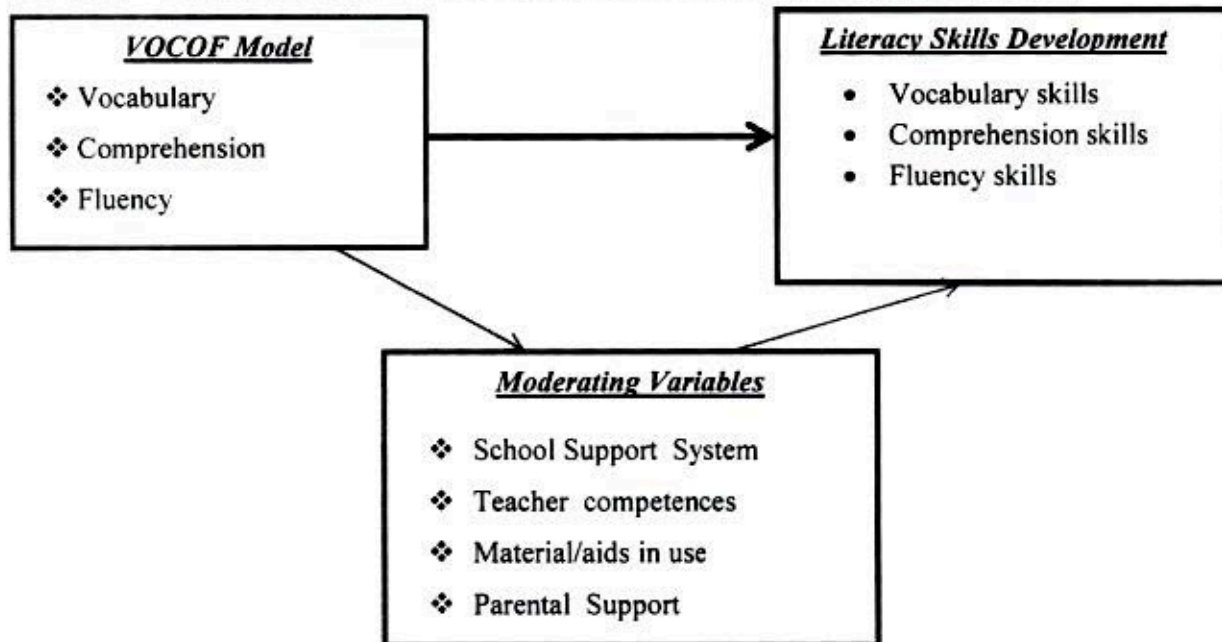 VOCOF Model
❖ Vocabulary
❖ Comprehension
❖ Fluency
Literacy Skills Development
• Vocabulary skills
• Comprehension skills
• Fluency skills
Moderating Variables
❖ School Support System
❖ Teacher competences
❖ Material/aids in use
❖ Parental Support